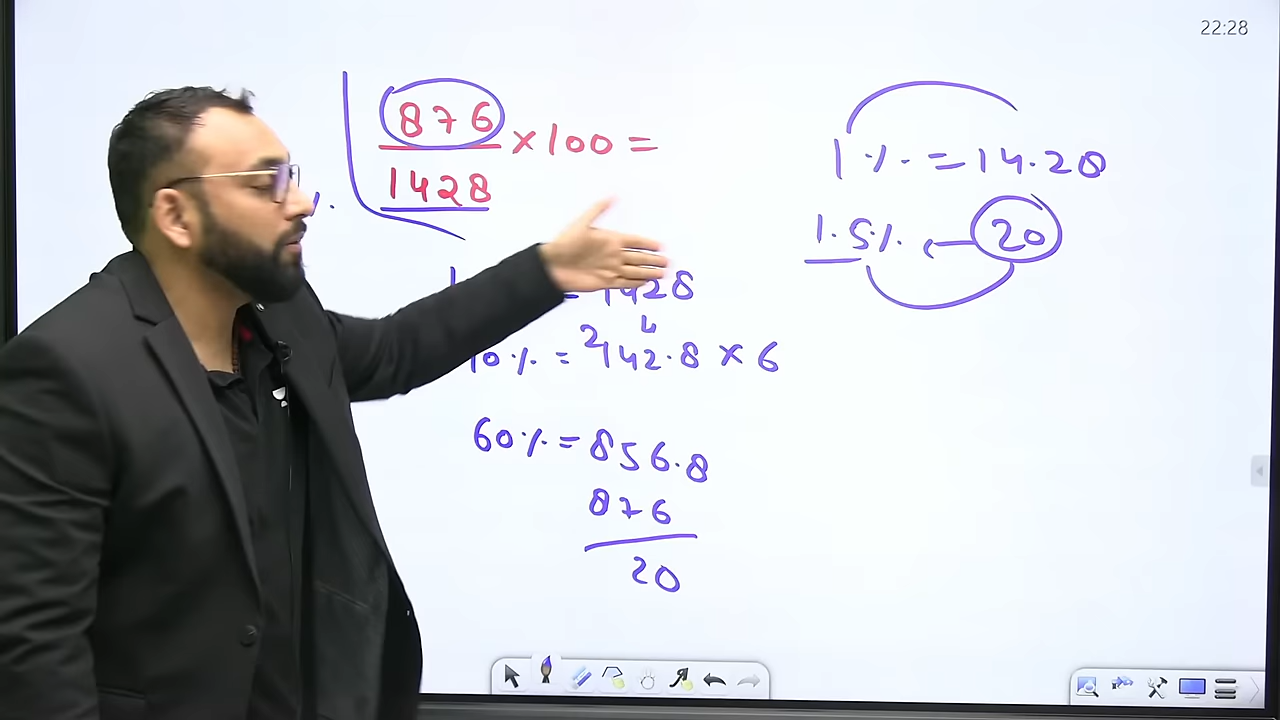 22:28
876
1428
×100 =
= 1428
10% = 142.8 × 6
60% = 856.8
876
20
1% = 14.28
1.5% ← 20